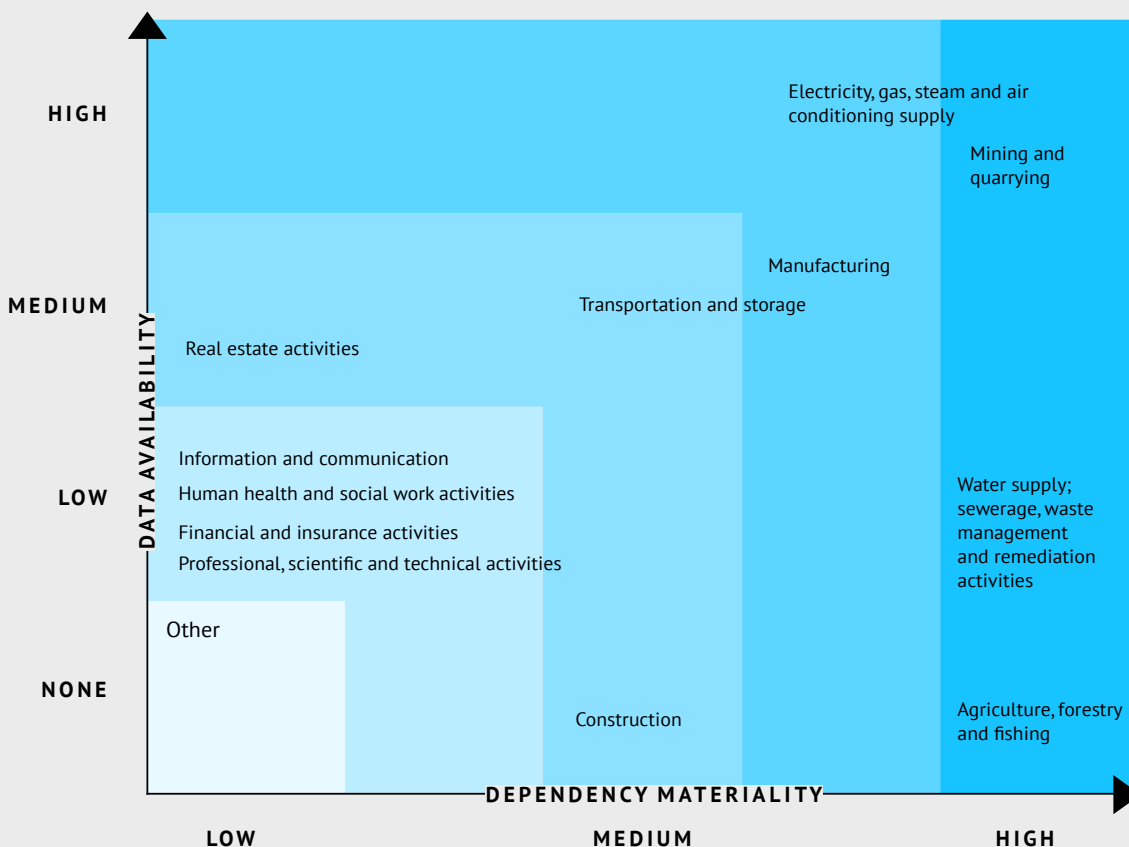 HIGH
Electricity, gas, steam and air
conditioning supply
Mining and
quarrying
Manufacturing
MEDIUM
Transportation and storage
Real estate activities
DATA AVAILABILITY
Information and communication
LOW
Human health and social work activities
Financial and insurance activities
Professional, scientific and technical activities
Water supply;
sewerage, waste
management
and remediation
activities
Other
NONE
Construction
Agriculture, forestry
and fishing
DEPENDENCY MATERIALITY
LOW
MEDIUM
HIGH